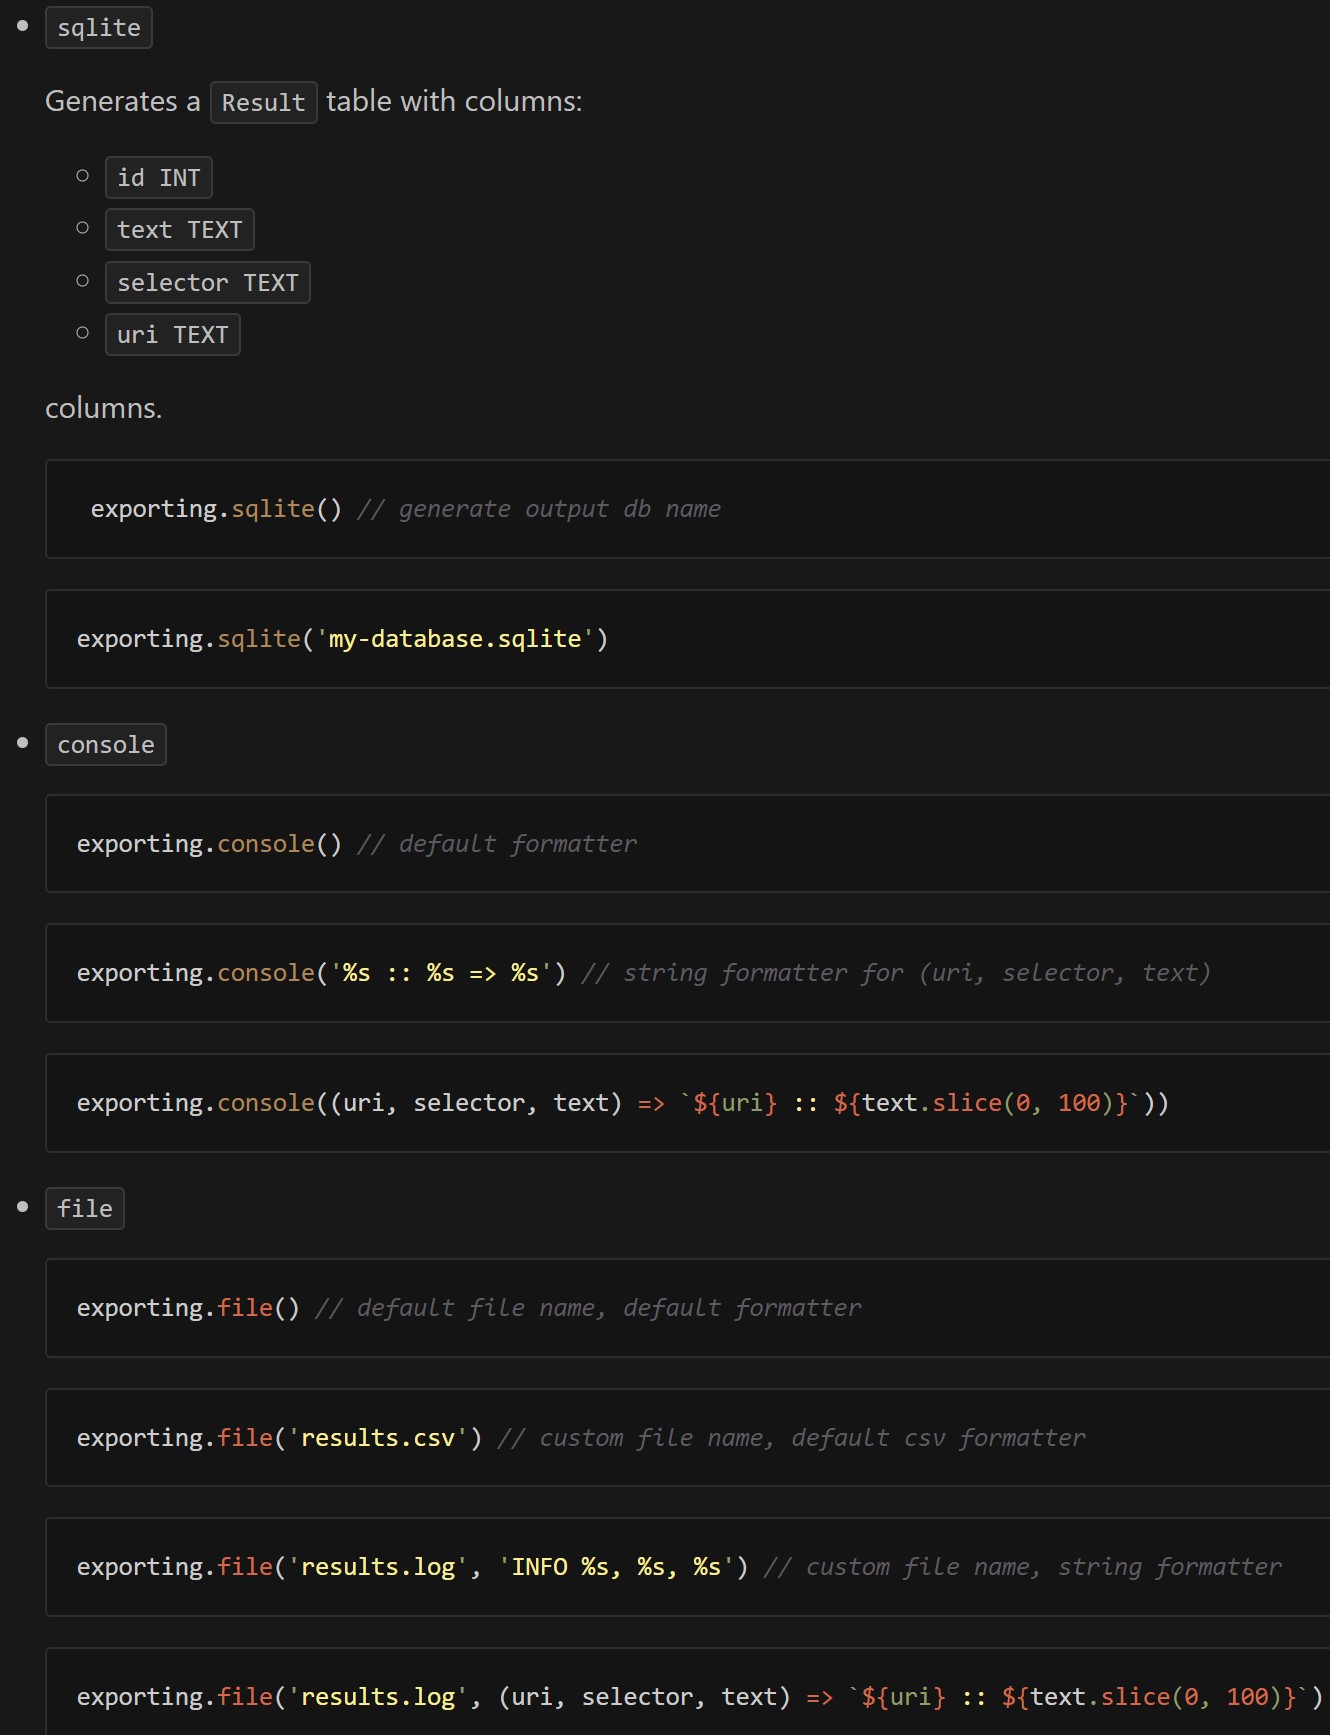 sqlite
Generates a Result table with columns:
id INT
text TEXT
selector TEXT
uri TEXT
columns.
exporting.sqlite() // generate output db name
exporting.sqlite('my-database.sqlite')
console
exporting.console() // default formatter
exporting.console('%s :: %s => %s') // string formatter for (uri, selector, text)
exporting.console((uri, selector, text) => `${uri} :: ${text.slice(0, 100)}`))
file
exporting.file() // default file name, default formatter
exporting.file('results.csv') // custom file name, default csv formatter
exporting.file('results.log', 'INFO %s, %s, %s') // custom file name, string formatter
exporting.file('results.log', (uri, selector, text) => `${uri} :: ${text.slice(0, 100)}`)